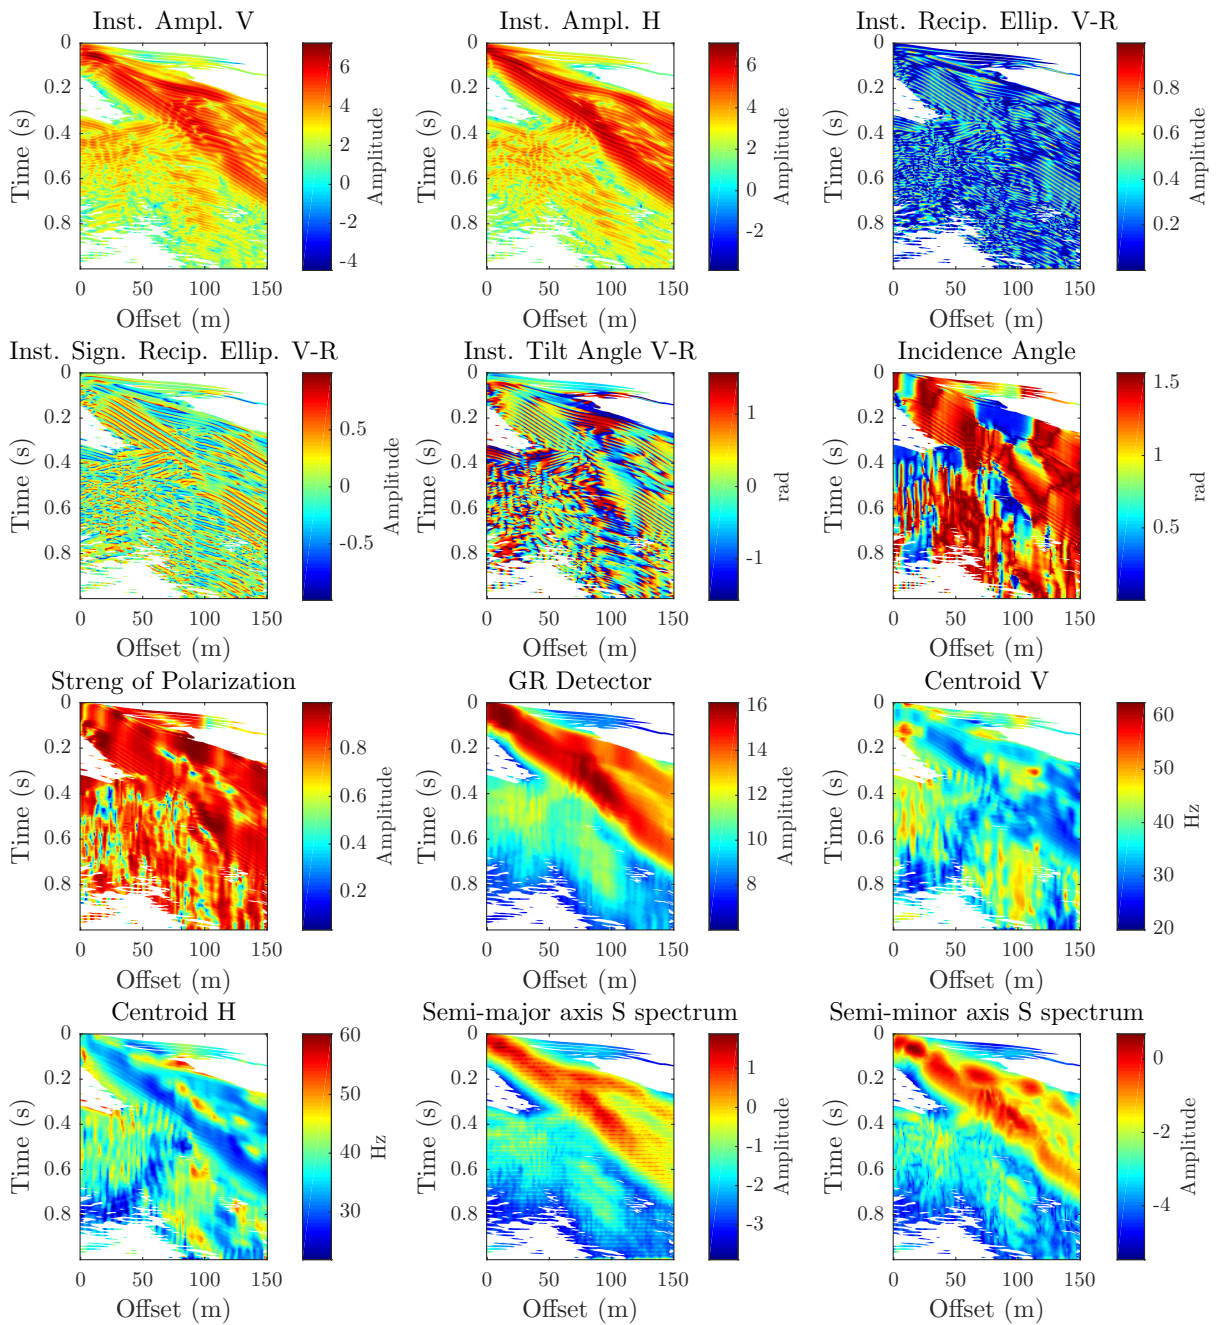 Inst. Ampl. V
0
0.2
0.4
0.6
0.8
Time (s)
0 50 100 150
Offset (m)
6
4
2
0
-2
-4
Amplitude
Inst. Ampl. H
0
0.2
0.4
0.6
0.8
Time (s)
0 50 100 150
Offset (m)
6
4
2
0
-2
Amplitude
Inst. Recip. Ellip. V-R
0
0.2
0.4
0.6
0.8
Time (s)
0 50 100 150
Offset (m)
0.8
0.6
0.4
0.2
Amplitude
Inst. Sign. Recip. Ellip. V-R
0
0.2
0.4
0.6
0.8
Time (s)
0 50 100 150
Offset (m)
0.5
0
-0.5
Amplitude
Inst. Tilt Angle V-R
0
0.2
0.4
0.6
0.8
Time (s)
0 50 100 150
Offset (m)
1
0
-1
rad
Incidence Angle
0
0.2
0.4
0.6
0.8
Time (s)
0 50 100 150
Offset (m)
1.5
1
0.5
rad
Streng of Polarization
0
0.2
0.4
0.6
0.8
Time (s)
0 50 100 150
Offset (m)
0.8
0.6
0.4
0.2
Amplitude
GR Detector
0
0.2
0.4
0.6
0.8
Time (s)
0 50 100 150
Offset (m)
16
14
12
10
8
Amplitude
Centroid V
0
0.2
0.4
0.6
0.8
Time (s)
0 50 100 150
Offset (m)
60
50
40
30
20
Hz
Centroid H
0
0.2
0.4
0.6
0.8
Time (s)
0 50 100 150
Offset (m)
60
50
40
30
Hz
Semi-major axis S spectrum
0
0.2
0.4
0.6
0.8
Time (s)
0 50 100 150
Offset (m)
1
0
-1
-2
-3
Amplitude
Semi-minor axis S spectrum
0
0.2
0.4
0.6
0.8
Time (s)
0 50 100 150
Offset (m)
0
-2
-4
Amplitude